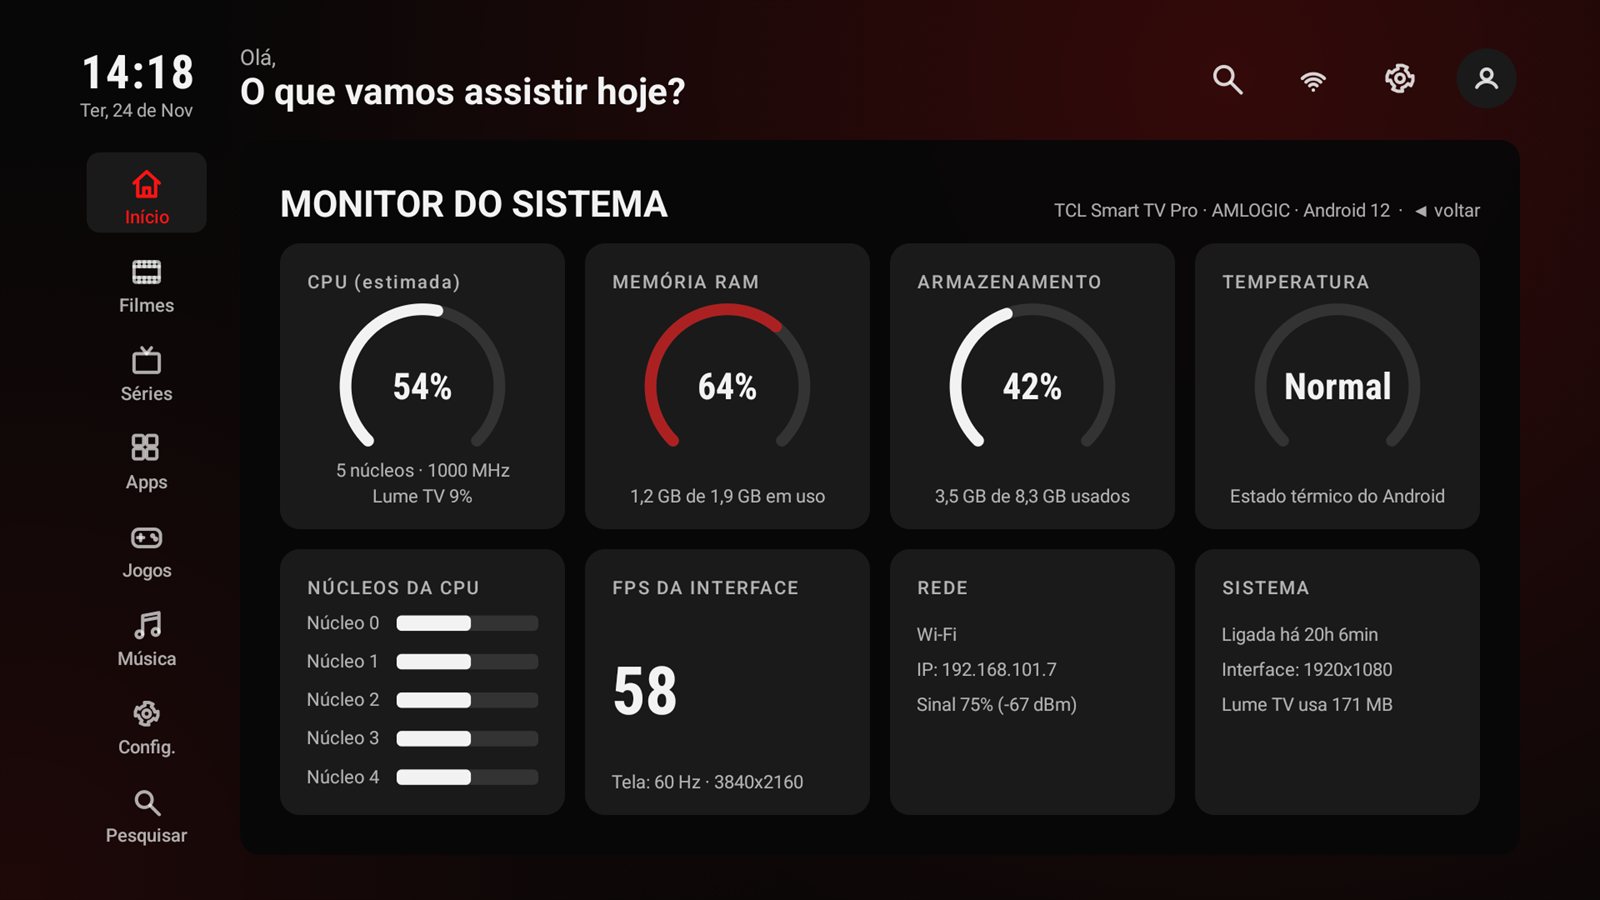 14:18
Ter, 24 de Nov
Olá,
O que vamos assistir hoje?
Início
Filmes
Séries
Apps
Jogos
Música
Config.
Pesquisar
MONITOR DO SISTEMA
TCL Smart TV Pro · AMLOGIC · Android 12 · ◄ voltar
CPU (estimada)
54%
5 núcleos · 1000 MHz
Lume TV 9%
MEMÓRIA RAM
64%
1,2 GB de 1,9 GB em uso
ARMAZENAMENTO
42%
3,5 GB de 8,3 GB usados
TEMPERATURA
Normal
Estado térmico do Android
NÚCLEOS DA CPU
Núcleo 0
Núcleo 1
Núcleo 2
Núcleo 3
Núcleo 4
FPS DA INTERFACE
58
Tela: 60 Hz · 3840x2160
REDE
Wi-Fi
IP: 192.168.101.7
Sinal 75% (-67 dBm)
SISTEMA
Ligada há 20h 6min
Interface: 1920x1080
Lume TV usa 171 MB